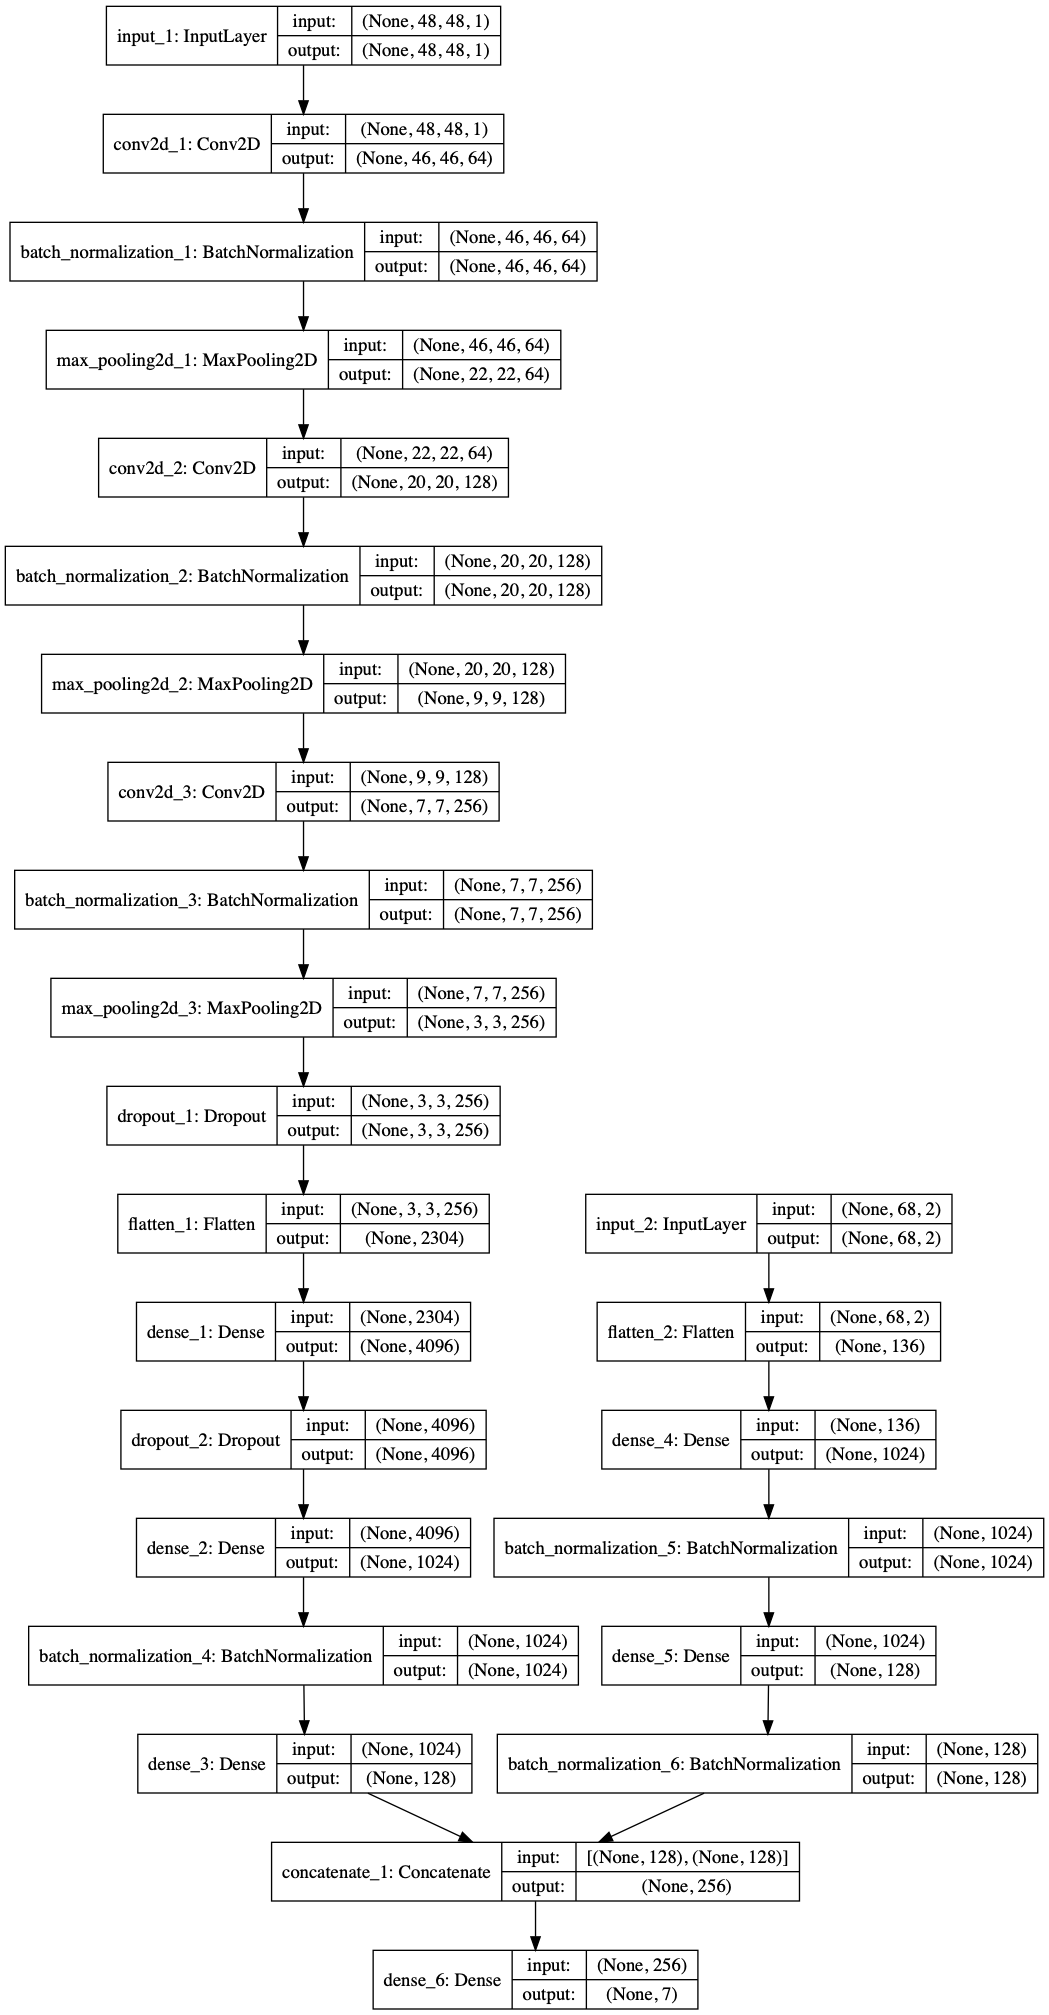 input_1: InputLayer
input: (None, 48, 48, 1)
output: (None, 48, 48, 1)
conv2d_1: Conv2D
input: (None, 48, 48, 1)
output: (None, 46, 46, 64)
batch_normalization_1: BatchNormalization
input: (None, 46, 46, 64)
output: (None, 46, 46, 64)
max_pooling2d_1: MaxPooling2D
input: (None, 46, 46, 64)
output: (None, 22, 22, 64)
conv2d_2: Conv2D
input: (None, 22, 22, 64)
output: (None, 20, 20, 128)
batch_normalization_2: BatchNormalization
input: (None, 20, 20, 128)
output: (None, 20, 20, 128)
max_pooling2d_2: MaxPooling2D
input: (None, 20, 20, 128)
output: (None, 9, 9, 128)
conv2d_3: Conv2D
input: (None, 9, 9, 128)
output: (None, 7, 7, 256)
batch_normalization_3: BatchNormalization
input: (None, 7, 7, 256)
output: (None, 7, 7, 256)
max_pooling2d_3: MaxPooling2D
input: (None, 7, 7, 256)
output: (None, 3, 3, 256)
dropout_1: Dropout
input: (None, 3, 3, 256)
output: (None, 3, 3, 256)
flatten_1: Flatten
input: (None, 3, 3, 256)
output: (None, 2304)
input_2: InputLayer
input: (None, 68, 2)
output: (None, 68, 2)
dense_1: Dense
input: (None, 2304)
output: (None, 4096)
flatten_2: Flatten
input: (None, 68, 2)
output: (None, 136)
dropout_2: Dropout
input: (None, 4096)
output: (None, 4096)
dense_4: Dense
input: (None, 136)
output: (None, 1024)
dense_2: Dense
input: (None, 4096)
output: (None, 1024)
batch_normalization_5: BatchNormalization
input: (None, 1024)
output: (None, 1024)
batch_normalization_4: BatchNormalization
input: (None, 1024)
output: (None, 1024)
dense_5: Dense
input: (None, 1024)
output: (None, 128)
dense_3: Dense
input: (None, 1024)
output: (None, 128)
batch_normalization_6: BatchNormalization
input: (None, 128)
output: (None, 128)
concatenate_1: Concatenate
input: [(None, 128), (None, 128)]
output: (None, 256)
dense_6: Dense
input: (None, 256)
output: (None, 7)